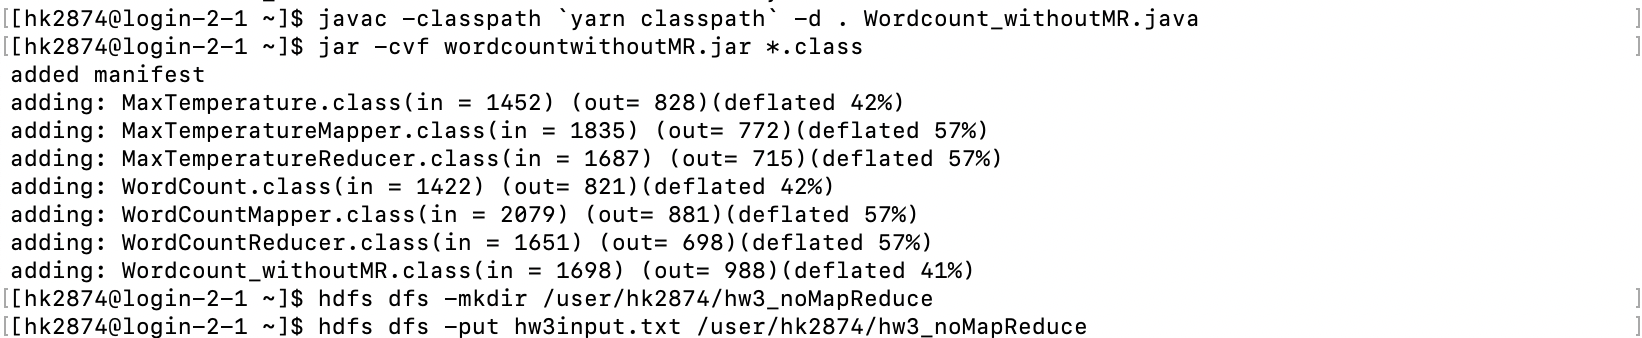 [[hk2874@login-2-1 ~]$ javac -classpath `yarn classpath` -d . Wordcount_withoutMR.java ]
[[hk2874@login-2-1 ~]$ jar -cvf wordcountwithoutMR.jar *.class ]
added manifest
adding: MaxTemperature.class(in = 1452) (out= 828)(deflated 42%)
adding: MaxTemperatureMapper.class(in = 1835) (out= 772)(deflated 57%)
adding: MaxTemperatureReducer.class(in = 1687) (out= 715)(deflated 57%)
adding: WordCount.class(in = 1422) (out= 821)(deflated 42%)
adding: WordCountMapper.class(in = 2079) (out= 881)(deflated 57%)
adding: WordCountReducer.class(in = 1651) (out= 698)(deflated 57%)
adding: Wordcount_withoutMR.class(in = 1698) (out= 988)(deflated 41%)
[[hk2874@login-2-1 ~]$ hdfs dfs -mkdir /user/hk2874/hw3_noMapReduce ]
[[hk2874@login-2-1 ~]$ hdfs dfs -put hw3input.txt /user/hk2874/hw3_noMapReduce ]